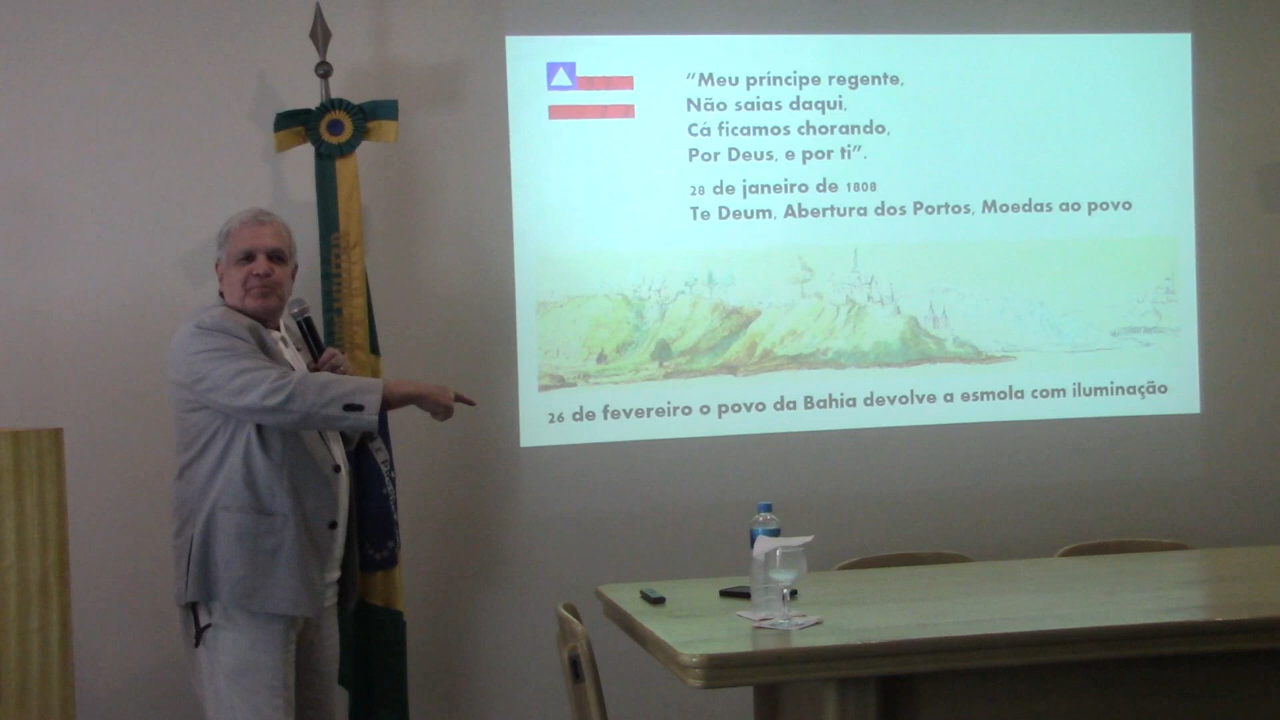 “Meu príncipe regente,
Não saias daqui,
Cá ficamos chorando,
Por Deus, e por ti”.
28 de janeiro de 1808
Te Deum, Abertura dos Portos, Moedas ao povo
26 de fevereiro o povo da Bahia devolve a esmola com iluminação